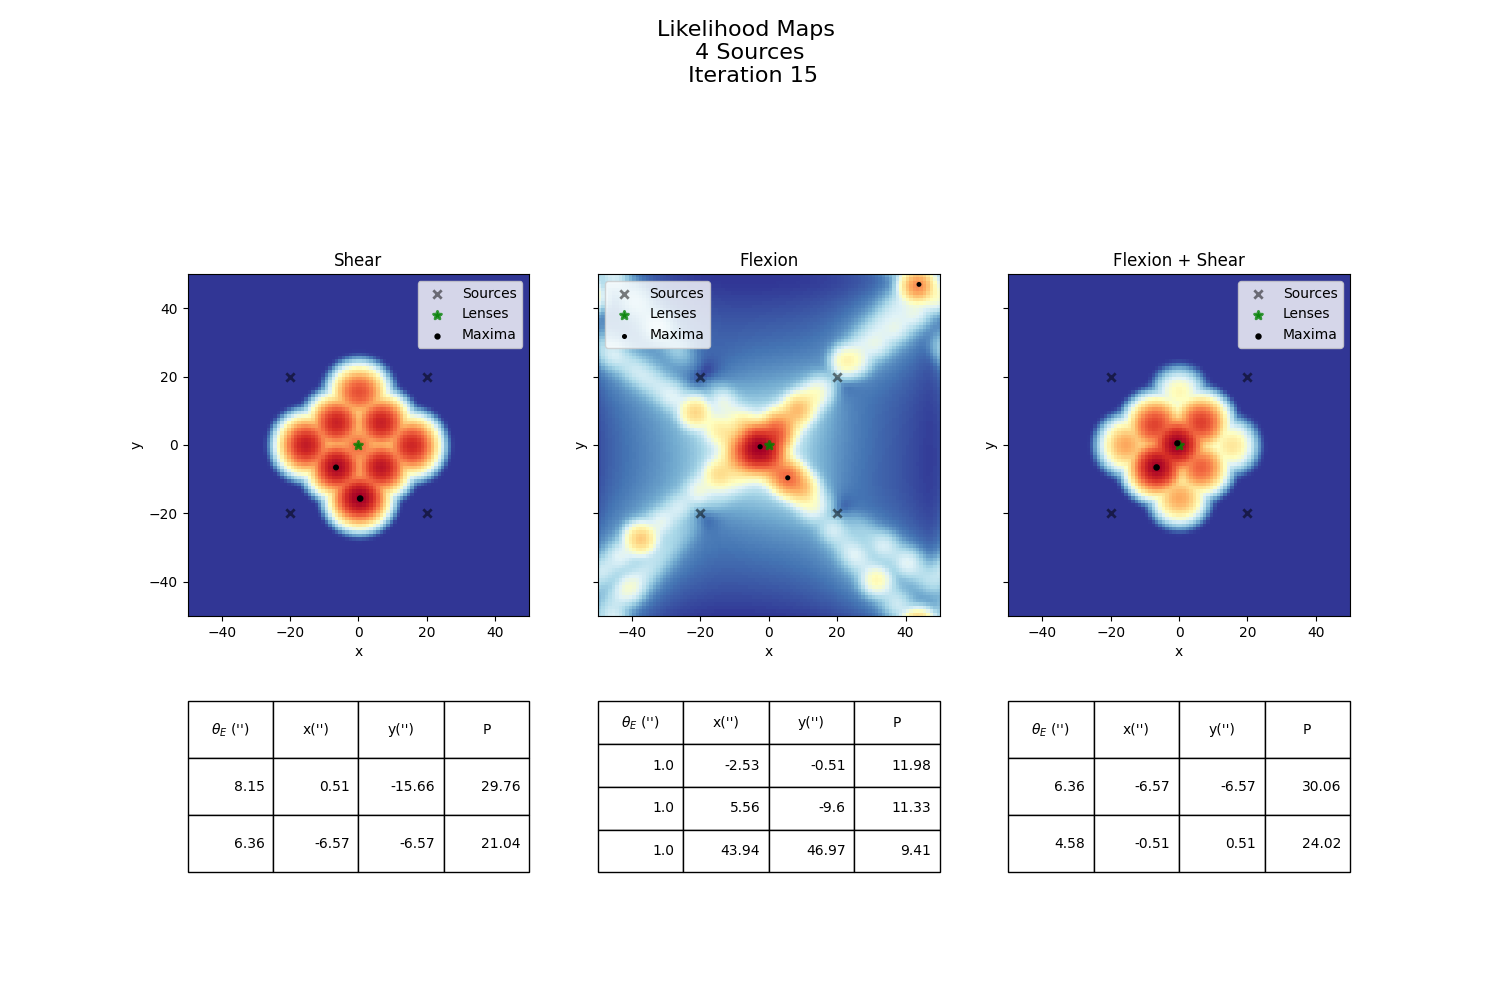 Likelihood Maps
4 Sources
Iteration 15
Shear
Sources
Lenses
Maxima
40
20
0
−20
−40
y
−40 −20 0 20 40
x
Flexion
Sources
Lenses
Maxima
y
−40 −20 0 20 40
x
Flexion + Shear
Sources
Lenses
Maxima
y
−40 −20 0 20 40
x
θ_E ('') x('') y('') P
8.15 0.51 -15.66 29.76
6.36 -6.57 -6.57 21.04
θ_E ('') x('') y('') P
1.0 -2.53 -0.51 11.98
1.0 5.56 -9.6 11.33
1.0 43.94 46.97 9.41
θ_E ('') x('') y('') P
6.36 -6.57 -6.57 30.06
4.58 -0.51 0.51 24.02